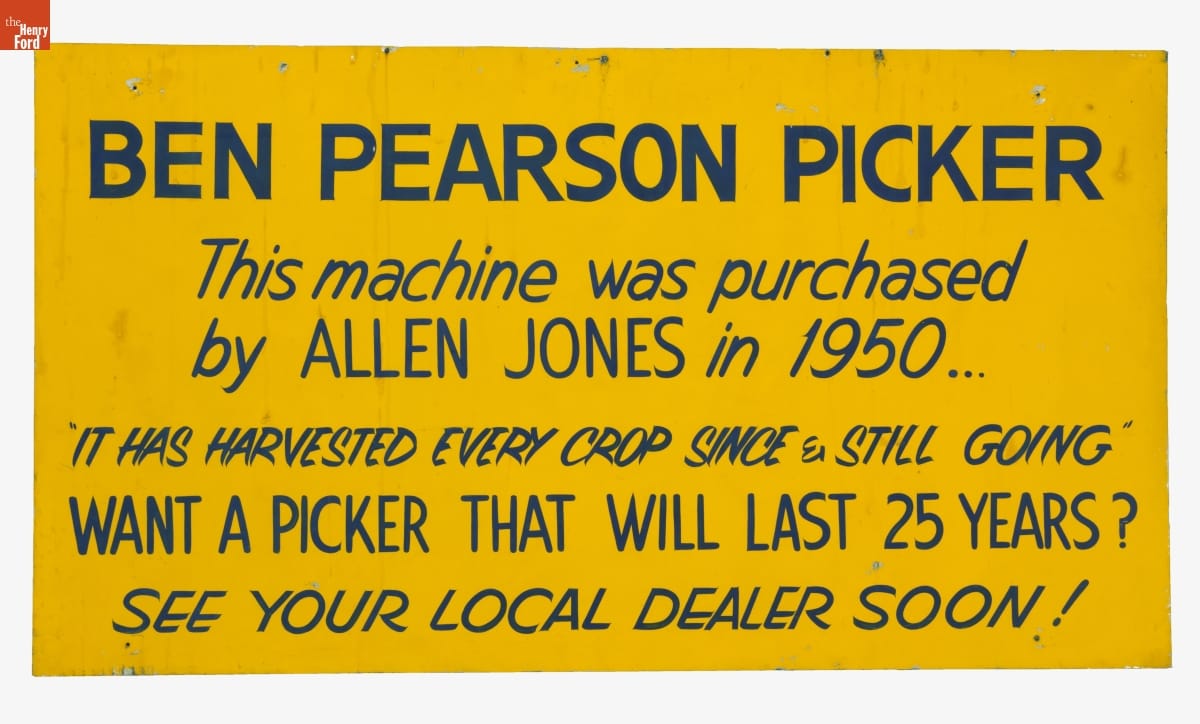 the
Henry
Ford
BEN PEARSON PICKER
This machine was purchased
by ALLEN JONES in 1950...
"IT HAS HARVESTED EVERY CROP SINCE & STILL GOING"
WANT A PICKER THAT WILL LAST 25 YEARS?
SEE YOUR LOCAL DEALER SOON!